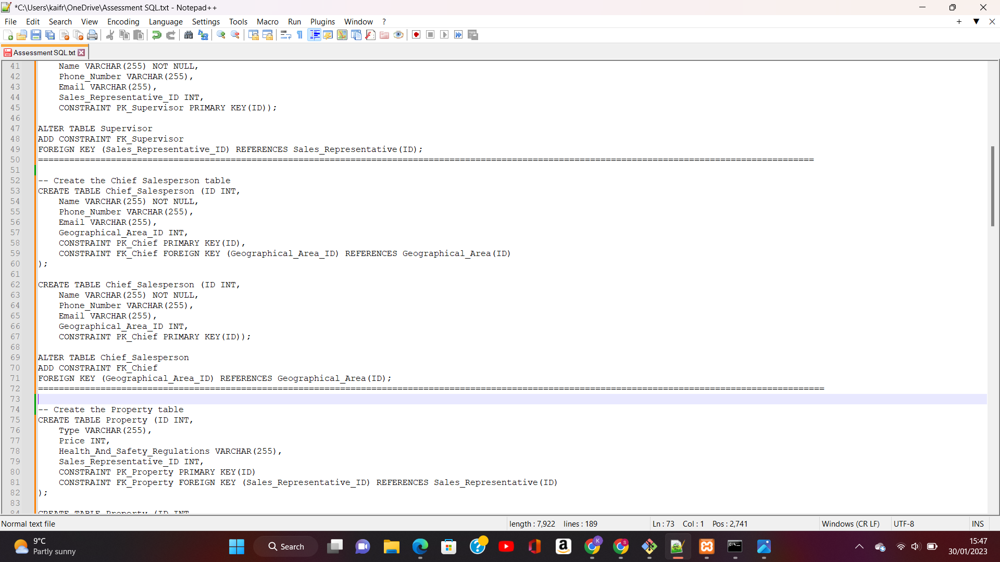 *C:\Users\kaifr\OneDrive\Assessment SQL.txt - Notepad++
File Edit Search View Encoding Language Settings Tools Macro Run Plugins Window ?
Assessment SQL.txt
41 Name VARCHAR(255) NOT NULL,
42 Phone_Number VARCHAR(255),
43 Email VARCHAR(255),
44 Sales_Representative_ID INT,
45 CONSTRAINT PK_Supervisor PRIMARY KEY(ID));
46
47 ALTER TABLE Supervisor
48 ADD CONSTRAINT FK_Supervisor
49 FOREIGN KEY (Sales_Representative_ID) REFERENCES Sales_Representative(ID);
50 =====================================================================================================================================================
51
52 -- Create the Chief Salesperson table
53 CREATE TABLE Chief_Salesperson (ID INT,
54 Name VARCHAR(255) NOT NULL,
55 Phone_Number VARCHAR(255),
56 Email VARCHAR(255),
57 Geographical_Area_ID INT,
58 CONSTRAINT PK_Chief PRIMARY KEY(ID),
59 CONSTRAINT FK_Chief FOREIGN KEY (Geographical_Area_ID) REFERENCES Geographical_Area(ID)
60 );
61
62 CREATE TABLE Chief_Salesperson (ID INT,
63 Name VARCHAR(255) NOT NULL,
64 Phone_Number VARCHAR(255),
65 Email VARCHAR(255),
66 Geographical_Area_ID INT,
67 CONSTRAINT PK_Chief PRIMARY KEY(ID));
68
69 ALTER TABLE Chief_Salesperson
70 ADD CONSTRAINT FK_Chief
71 FOREIGN KEY (Geographical_Area_ID) REFERENCES Geographical_Area(ID);
72 =======================================================================================================================================================
73
74 -- Create the Property table
75 CREATE TABLE Property (ID INT,
76 Type VARCHAR(255),
77 Price INT,
78 Health_And_Safety_Regulations VARCHAR(255),
79 Sales_Representative_ID INT,
80 CONSTRAINT PK_Property PRIMARY KEY(ID)
81 CONSTRAINT FK_Property FOREIGN KEY (Sales_Representative_ID) REFERENCES Sales_Representative(ID)
82 );
83
84 CREATE TABLE Property (ID INT
Normal text file length : 7,922 lines : 189 Ln : 73 Col : 1 Pos : 2,741 Windows (CR LF) UTF-8 INS
9°C
Partly sunny
Search
15:47
30/01/2023